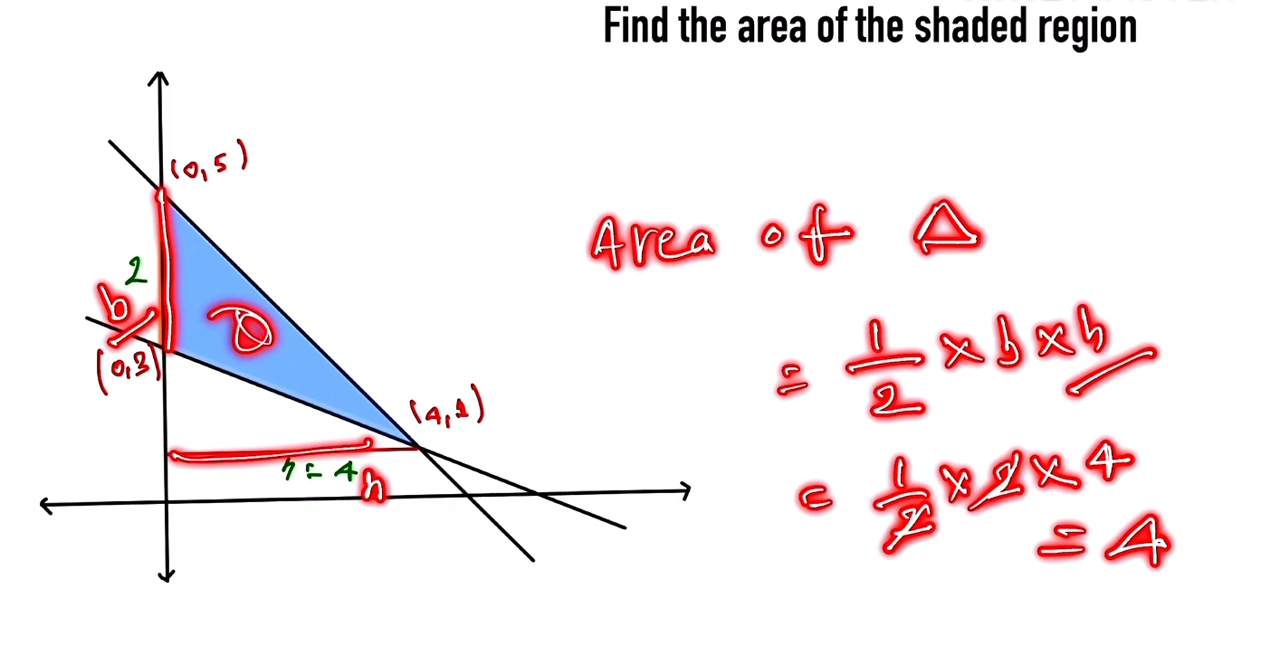 Find the area of the shaded region
(0,5)
2
b
(0,3)
(4,1)
h = 4
h
Area of Δ
= 1/2 × b × h
= 1/2 × 2 × 4
= 4